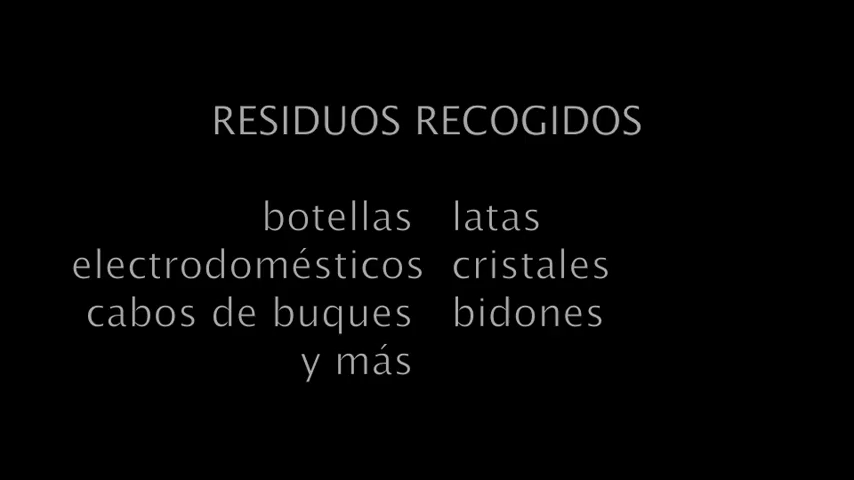 RESIDUOS RECOGIDOS
botellas latas
electrodomésticos cristales
cabos de buques bidones
y más